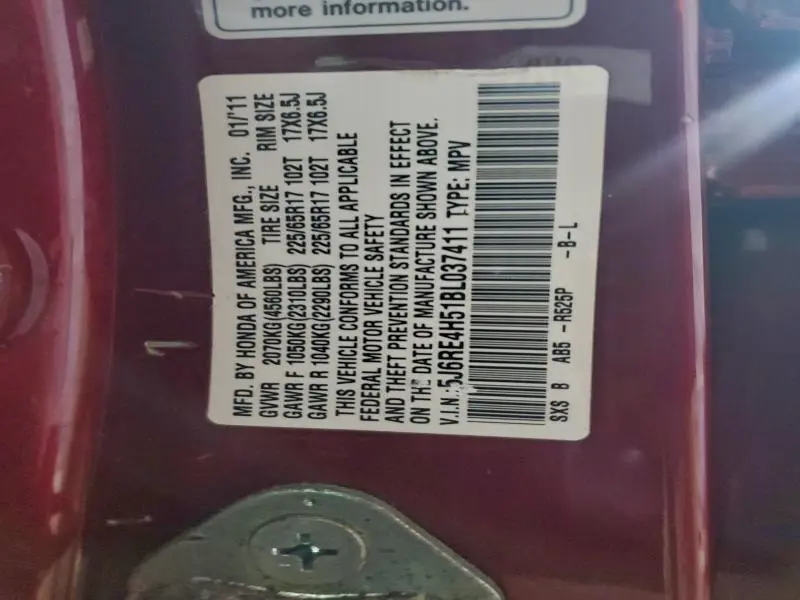 more information.
MFD. BY HONDA OF AMERICA MFG., INC. 01/'11
GVWR 2070KG(4560LBS) TIRE SIZE RIM SIZE
GAWR F 1050KG(2310LBS) 225/65R17 102T 17X6.5J
GAWR R 1040KG(2290LBS) 225/65R17 102T 17X6.5J
THIS VEHICLE CONFORMS TO ALL APPLICABLE
FEDERAL MOTOR VEHICLE SAFETY
AND THEFT PREVENTION STANDARDS IN EFFECT
ON THE DATE OF MANUFACTURE SHOWN ABOVE.
V.I.N.:5J6RE4H51BL037411 TYPE: MPV
SXS B AB5 -R525P -B-L